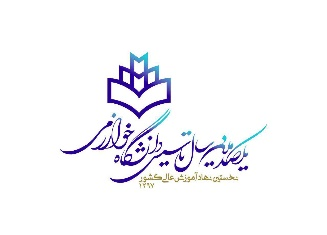 یکصدمین سال تاسیس دانشگاه خوارزمی
نخستین نهاد آموزش عالی کشور
۱۲۹۷